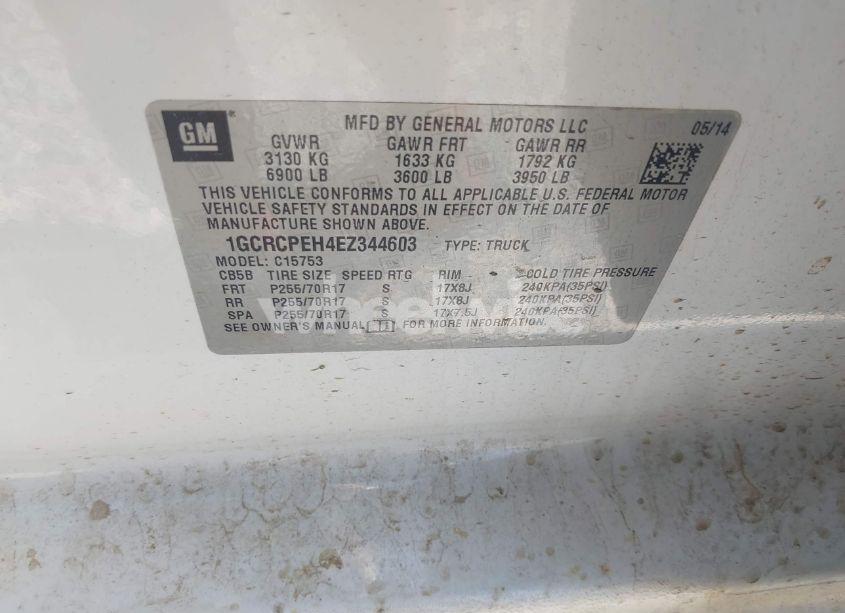 GM
MFD BY GENERAL MOTORS LLC 05/14
GVWR GAWR FRT GAWR RR
3130 KG 1633 KG 1792 KG
6900 LB 3600 LB 3950 LB
THIS VEHICLE CONFORMS TO ALL APPLICABLE U.S. FEDERAL MOTOR
VEHICLE SAFETY STANDARDS IN EFFECT ON THE DATE OF
MANUFACTURE SHOWN ABOVE.
1GCRCPEH4EZ344603 TYPE: TRUCK
MODEL: C15753
CB5B TIRE SIZE SPEED RTG RIM COLD TIRE PRESSURE
FRT P255/70R17 S 17X8J 240KPA(35PSI)
RR P255/70R17 S 17X8J 240KPA(35PSI)
SPA P255/70R17 S 17X7.5J 240KPA(35PSI)
SEE OWNER'S MANUAL FOR MORE INFORMATION.